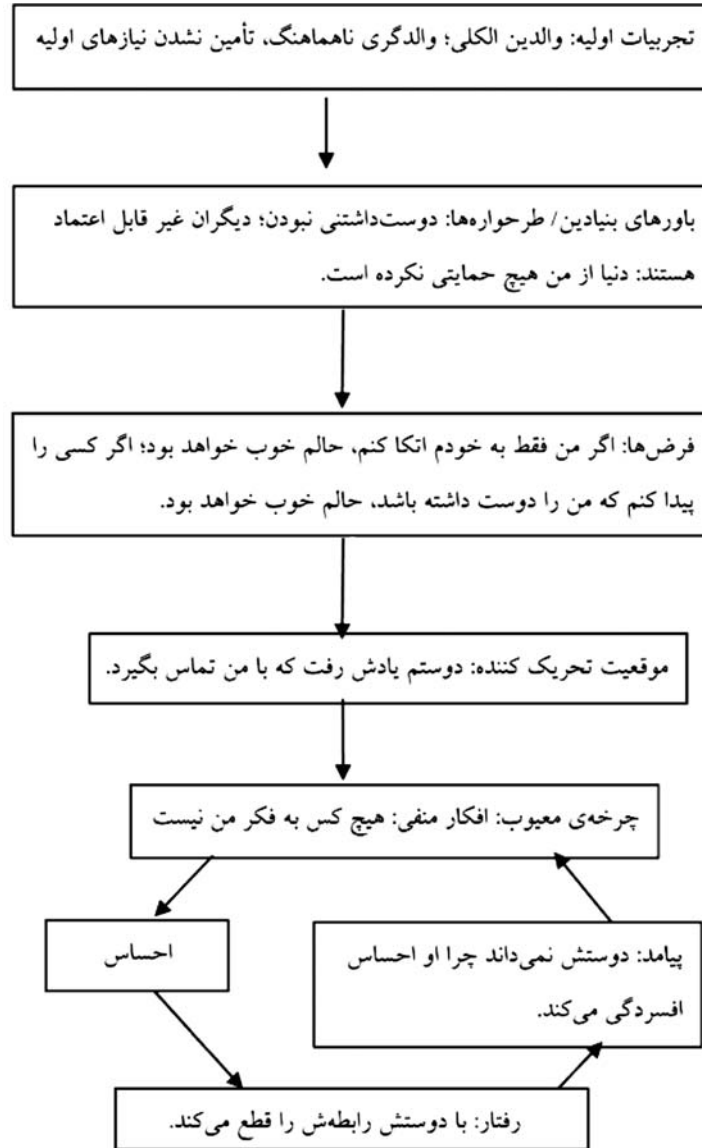 تجربیات اولیه: والدین الکلی؛ والدگری ناهماهنگ، تأمین نشدن نیازهای اولیه
باورهای بنیادین/ طرحواره‌ها: دوست‌داشتنی نبودن؛ دیگران غیر قابل اعتماد
هستند: دنیا از من هیچ حمایتی نکرده است.
فرض‌ها: اگر من فقط به خودم اتکا کنم، حالم خوب خواهد بود؛ اگر کسی را
پیدا کنم که من را دوست داشته باشد، حالم خوب خواهد بود.
موقعیت تحریک کننده: دوستم یادش رفت که با من تماس بگیرد.
چرخه‌ی معیوب: افکار منفی: هیچ کس به فکر من نیست
احساس
پیامد: دوستش نمی‌داند چرا او احساس
افسردگی می‌کند.
رفتار: با دوستش رابطه‌ش را قطع می‌کند.